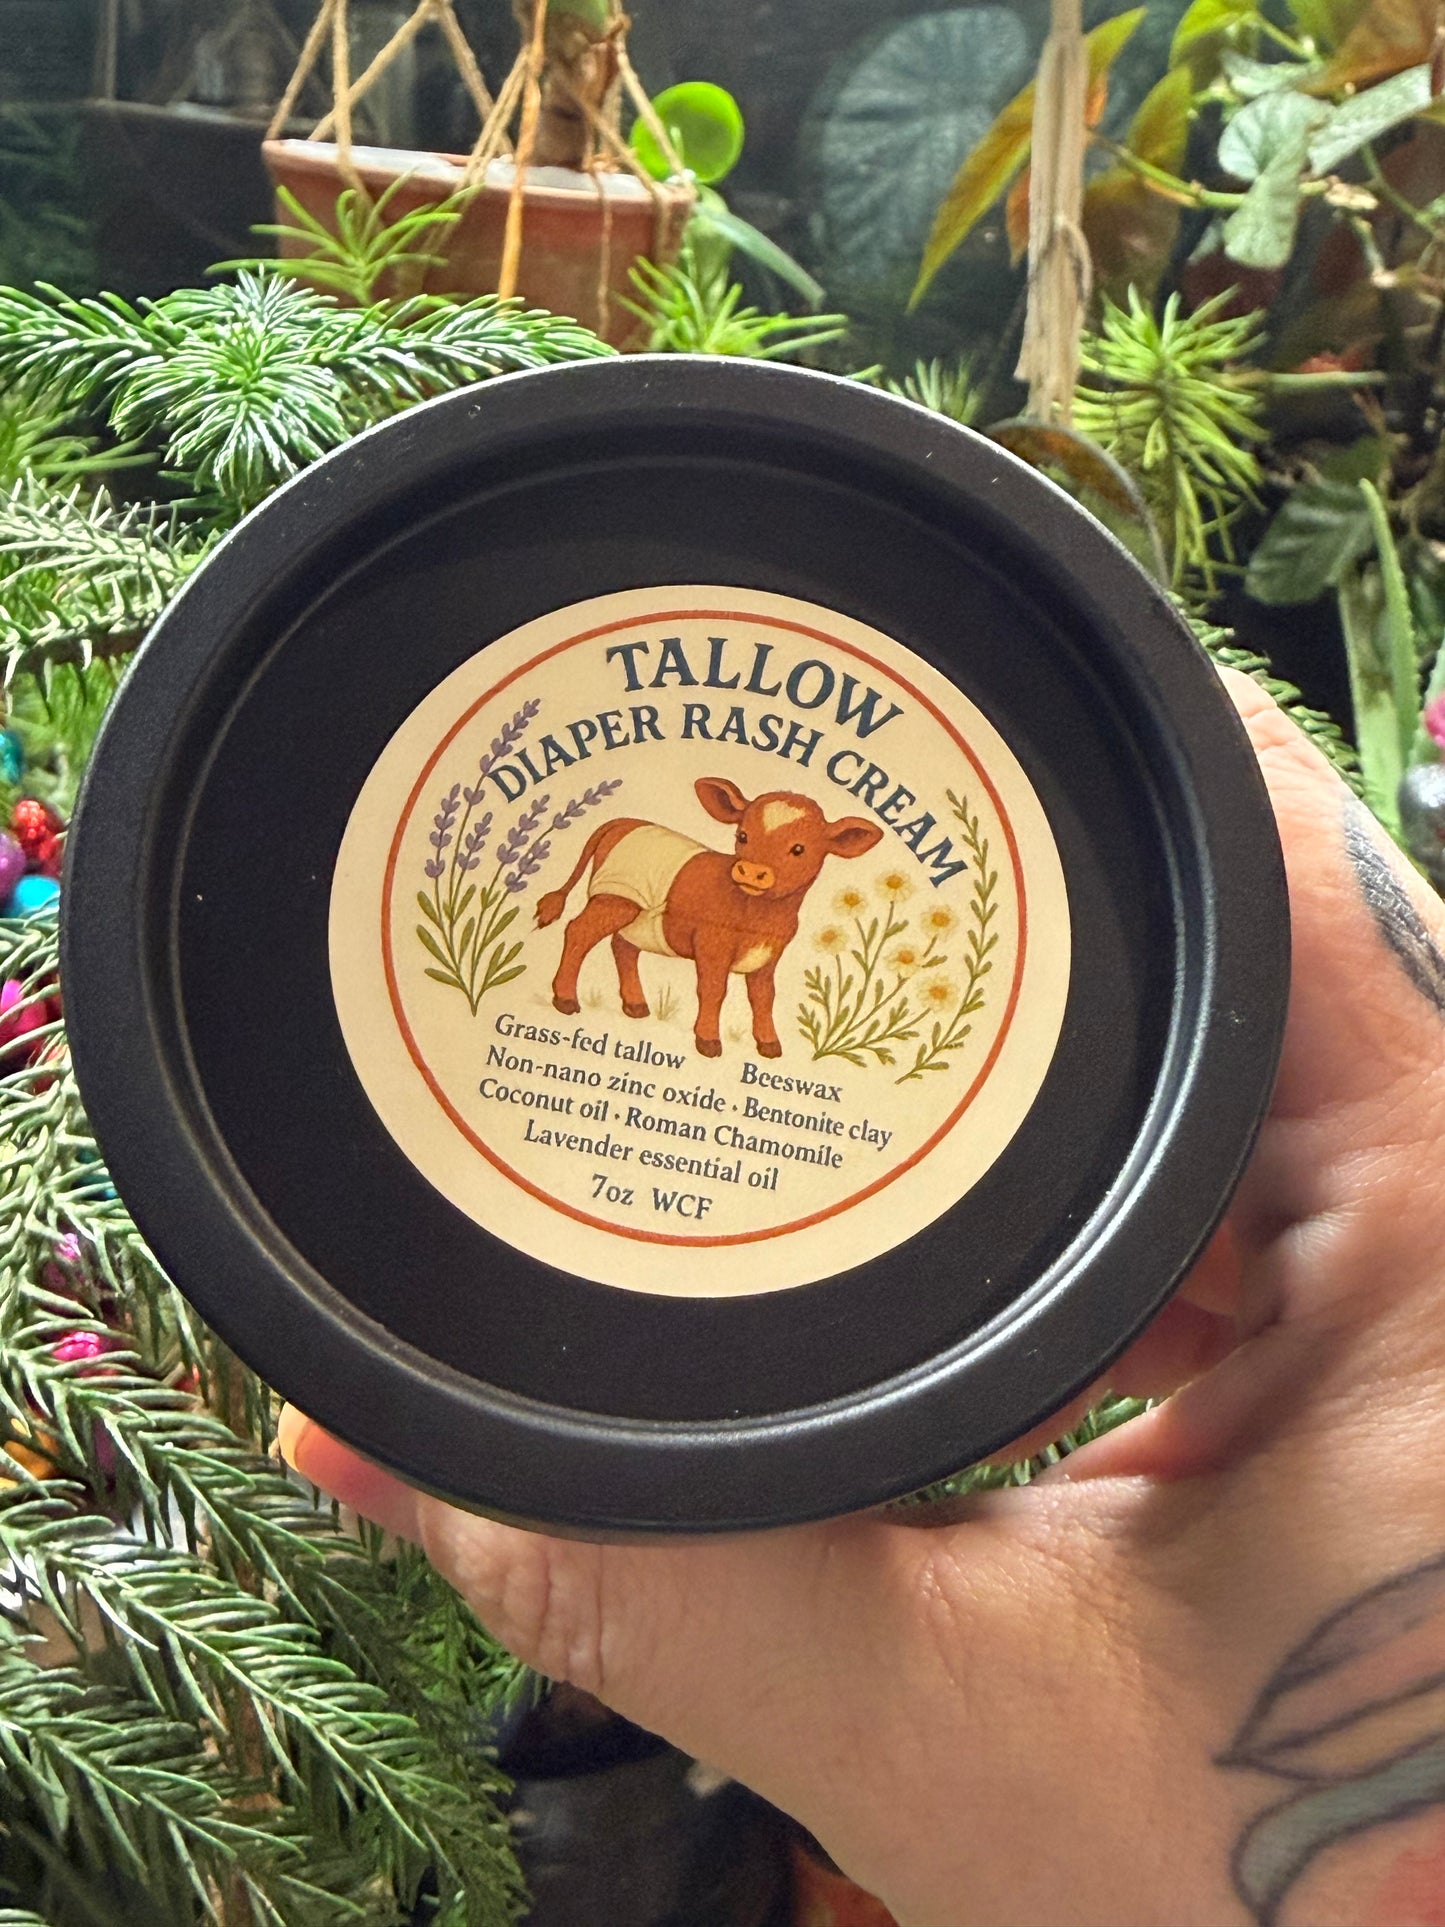 TALLOW
DIAPER RASH CREAM
Grass-fed tallow Beeswax
Non-nano zinc oxide · Bentonite clay
Coconut oil · Roman Chamomile
Lavender essential oil
7oz WCF